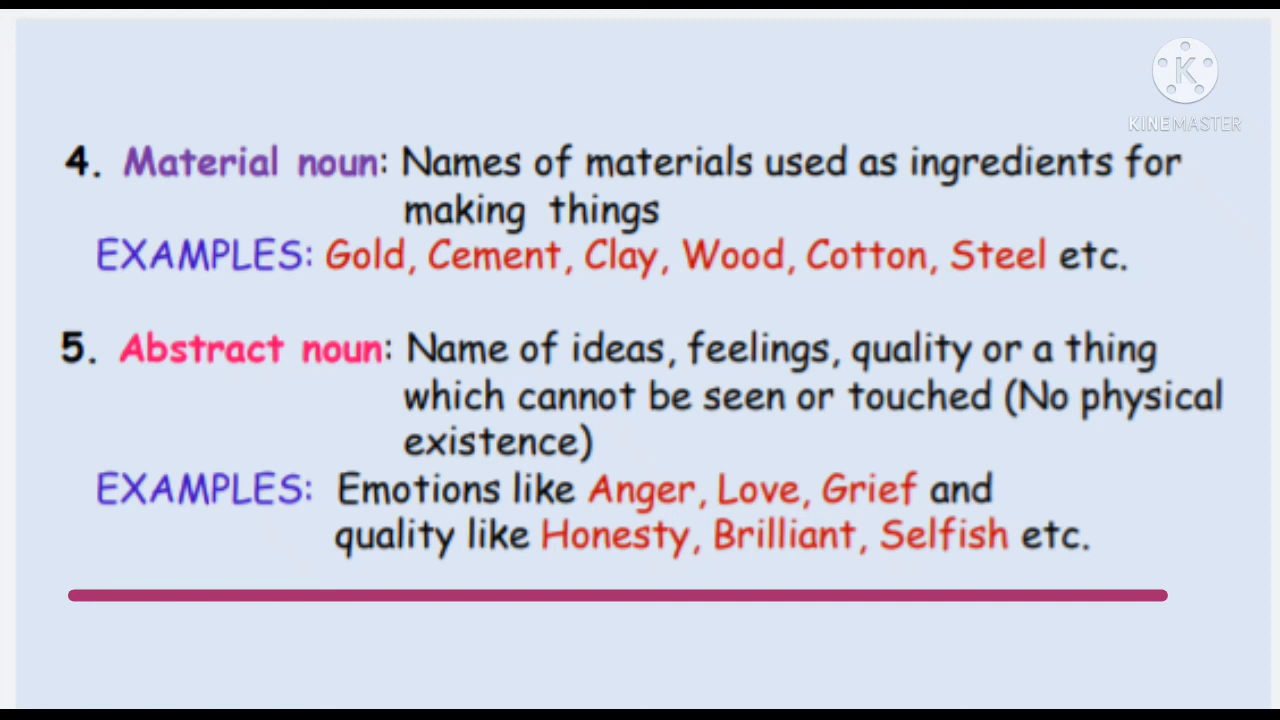 K
KINEMASTER
4. Material noun: Names of materials used as ingredients for
making things
EXAMPLES: Gold, Cement, Clay, Wood, Cotton, Steel etc.
5. Abstract noun: Name of ideas, feelings, quality or a thing
which cannot be seen or touched (No physical
existence)
EXAMPLES: Emotions like Anger, Love, Grief and
quality like Honesty, Brilliant, Selfish etc.